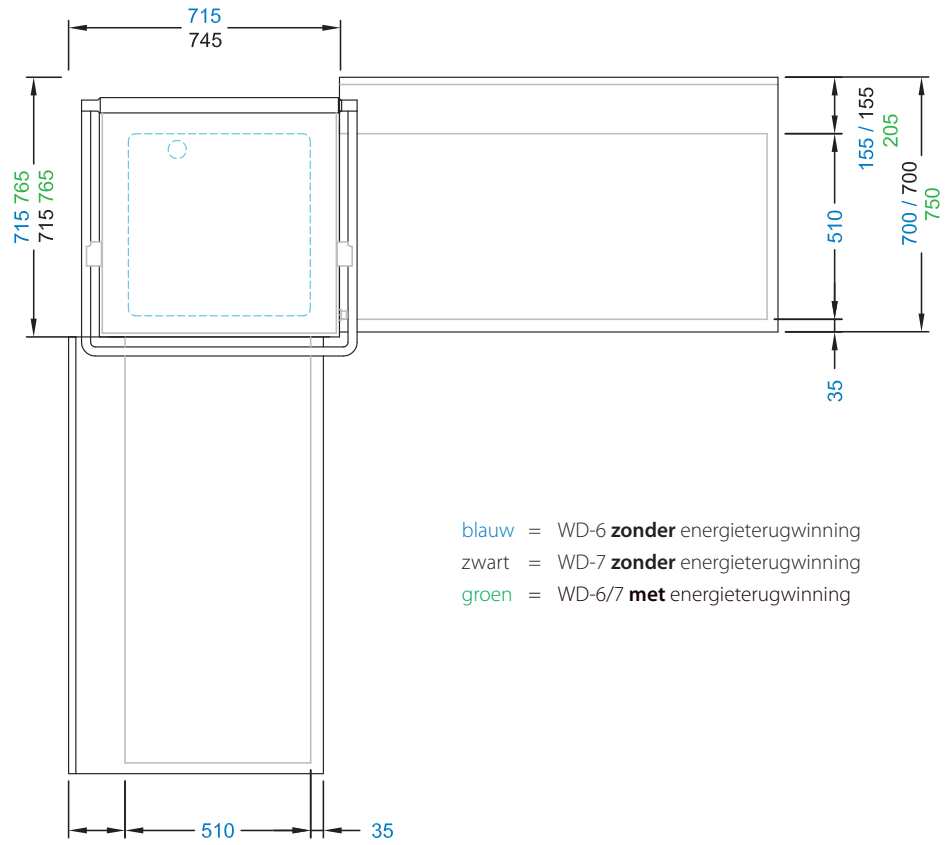 715
745
715 765
715 765
155 / 155
205
510
700 / 700
750
35
blauw = WD-6 zonder energieterugwinning
zwart = WD-7 zonder energieterugwinning
groen = WD-6/7 met energieterugwinning
510
35